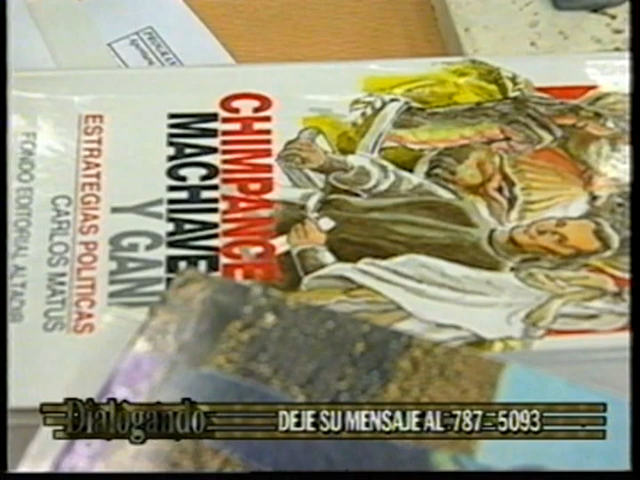 CHIMPANCE
MACHIAVE
Y GAN
ESTRATEGIAS POLITICAS
CARLOS MATUS
FONDO EDITORIAL ALTADIR
Dialogando
DEJE SU MENSAJE AL 787-5093